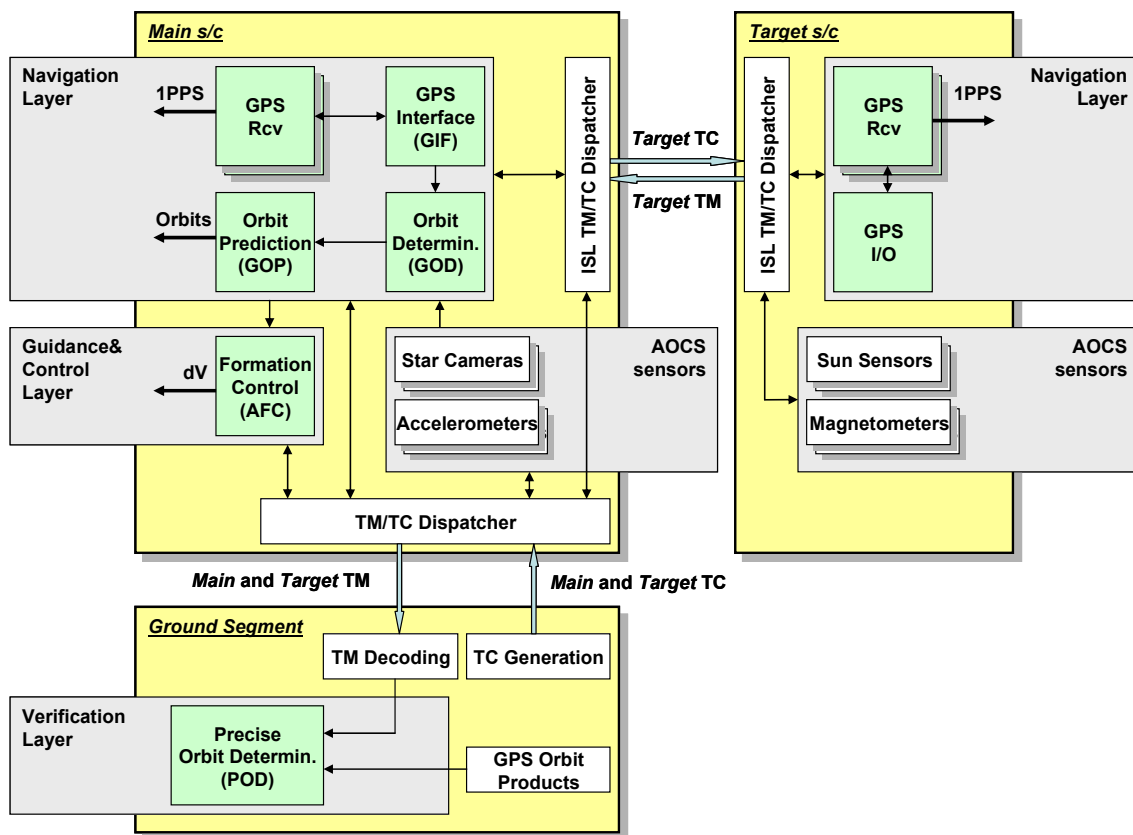 Main s/c
Navigation
Layer
1PPS
GPS
Rcv
GPS
Interface
(GIF)
Orbits
Orbit
Prediction
(GOP)
Orbit
Determin.
(GOD)
ISL TM/TC Dispatcher
Target TC
Target TM
Target s/c
ISL TM/TC Dispatcher
GPS
Rcv
1PPS
Navigation
Layer
GPS
I/O
Guidance&
Control
Layer
dV
Formation
Control
(AFC)
Star Cameras
Accelerometers
AOCS
sensors
Sun Sensors
Magnetometers
AOCS
sensors
TM/TC Dispatcher
Main and Target TM
Main and Target TC
Ground Segment
TM Decoding
TC Generation
Verification
Layer
Precise
Orbit Determin.
(POD)
GPS Orbit
Products